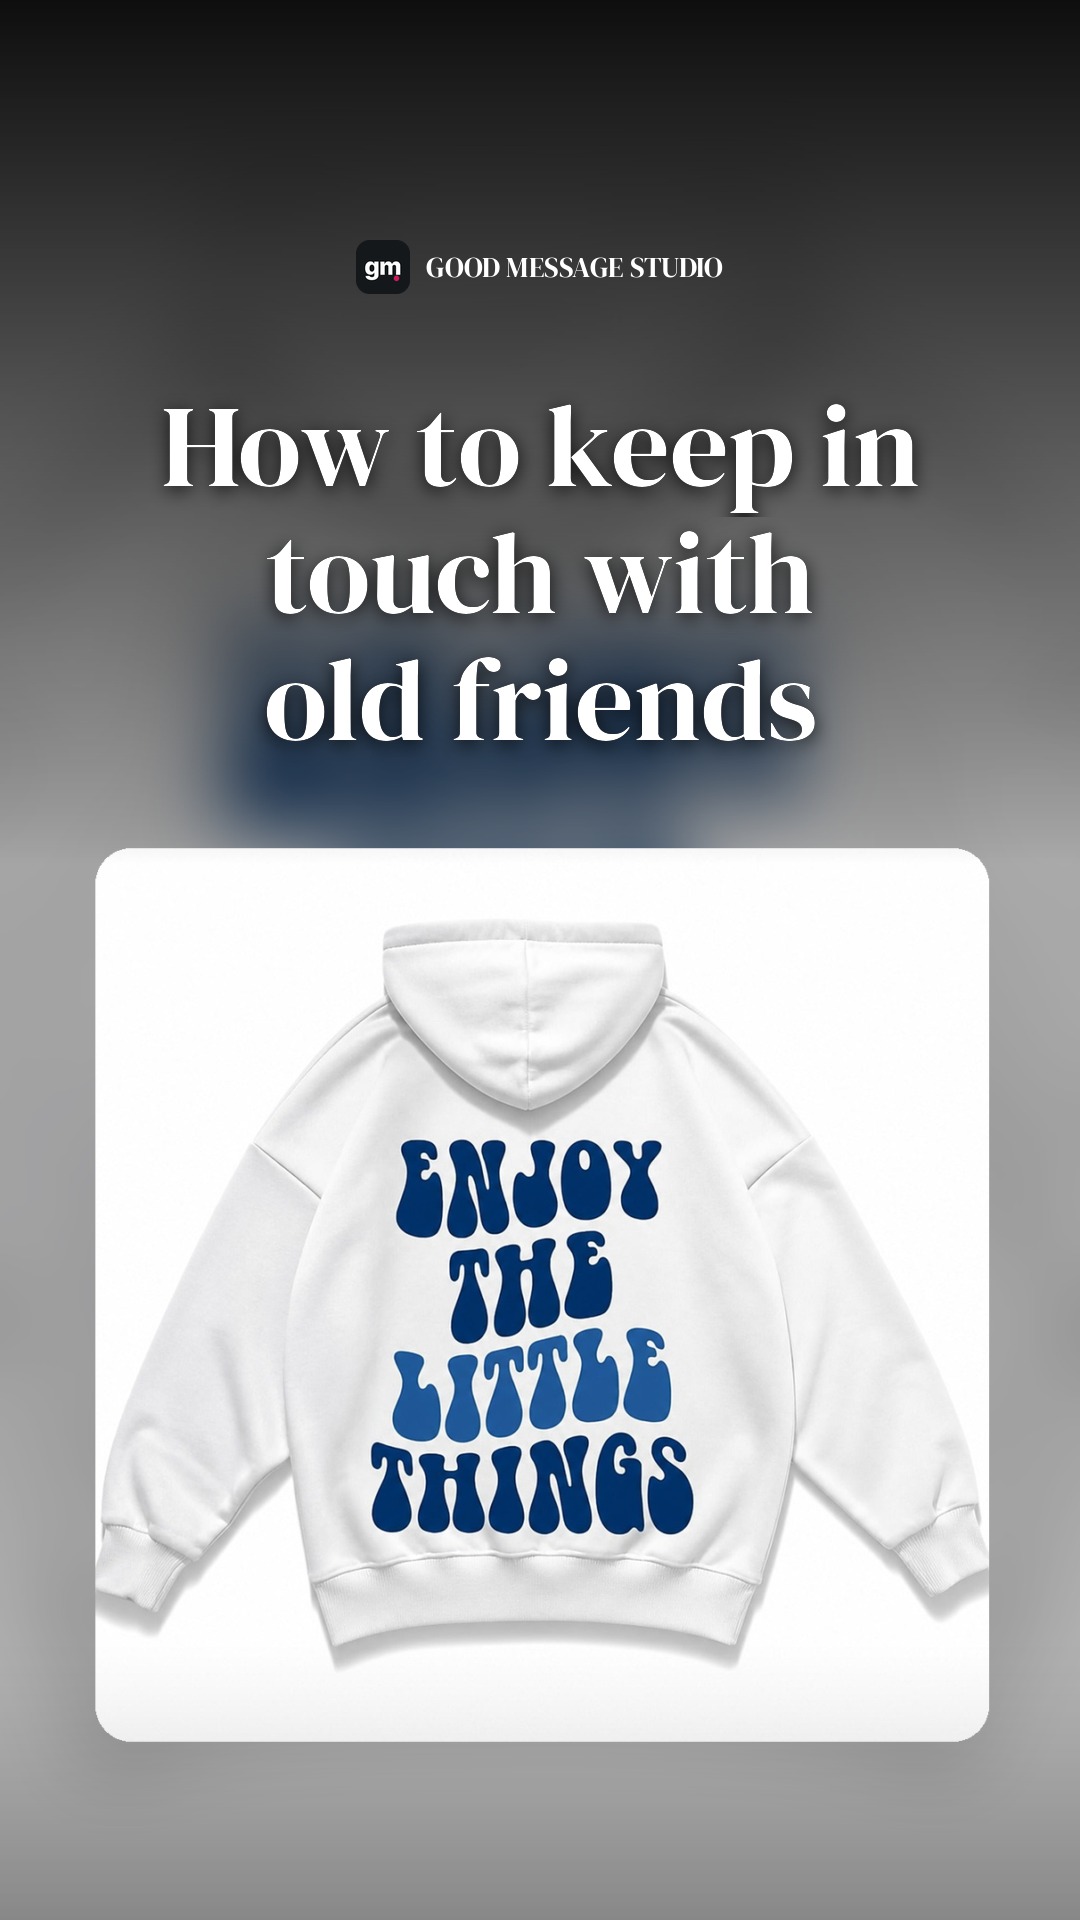 gm
GOOD MESSAGE STUDIO
How to keep in
touch with
old friends
ENJOY
THE
LITTLE
THINGS